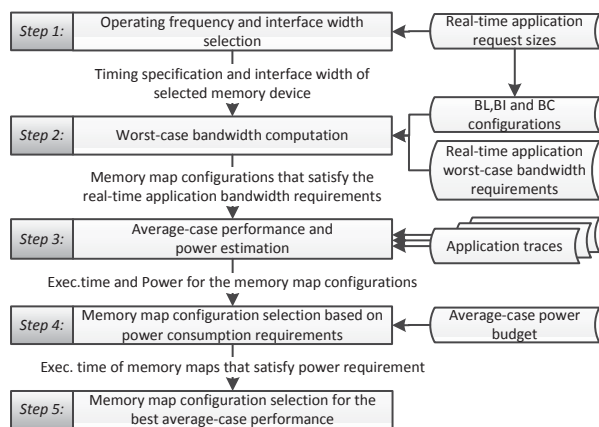 Step 1:
Operating frequency and interface width
selection
Real-time application
request sizes
Timing specification and interface width of
selected memory device
BL,BI and BC
configurations
Step 2:
Worst-case bandwidth computation
Real-time application
worst-case bandwidth
requirements
Memory map configurations that satisfy the
real-time application bandwidth requirements
Step 3:
Average-case performance and
power estimation
Application traces
Exec.time and Power for the memory map configurations
Step 4:
Memory map configuration selection based on
power consumption requirements
Average-case power
budget
Exec. time of memory maps that satisfy power requirement
Step 5:
Memory map configuration selection for the
best average-case performance